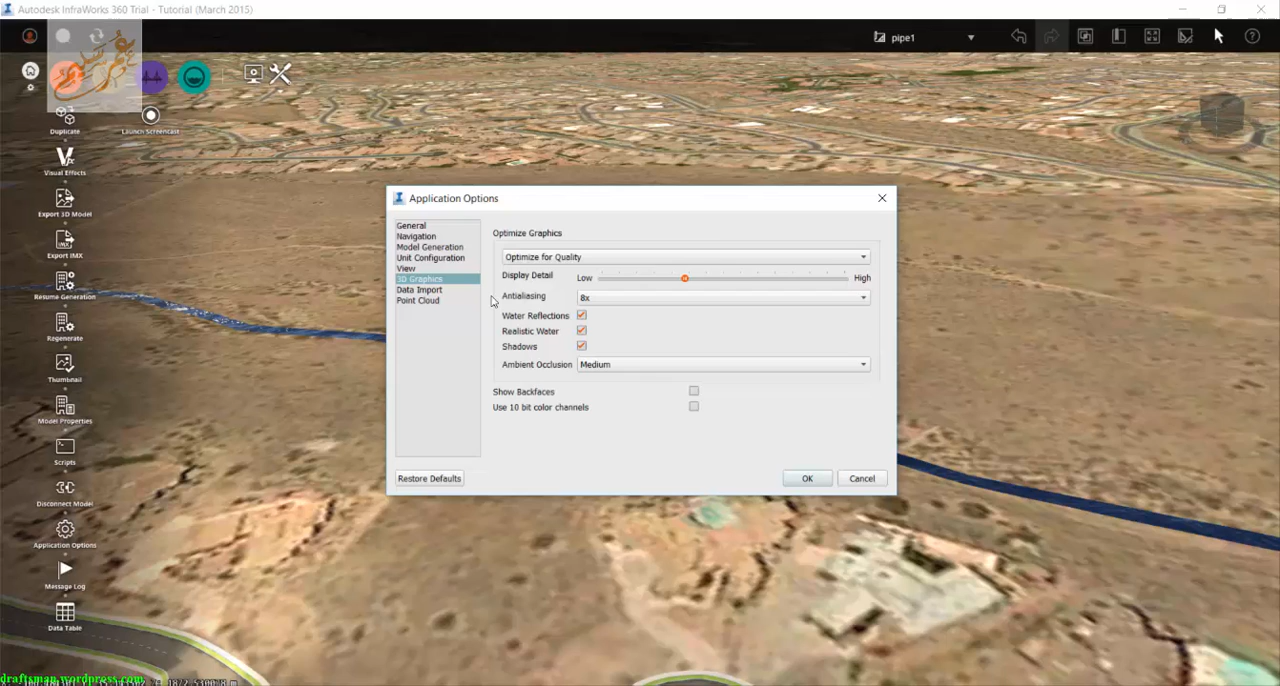 Autodesk InfraWorks 360 Trial - Tutorial (March 2015)
pipe1
Duplicate
Launch Screencast
Visual Effects
Export 3D Model
Export IMX
Resume Generation
Regenerate
Thumbnail
Model Properties
Scripts
Disconnect Model
Application Options
Message Log
Data Table
Application Options
General
Navigation
Model Generation
Unit Configuration
View
3D Graphics
Data Import
Point Cloud
Optimize Graphics
Optimize for Quality
Display Detail Low High
Antialiasing 8x
Water Reflections
Realistic Water
Shadows
Ambient Occlusion Medium
Show Backfaces
Use 10 bit color channels
Restore Defaults OK Cancel
draftsman.wordpress.com